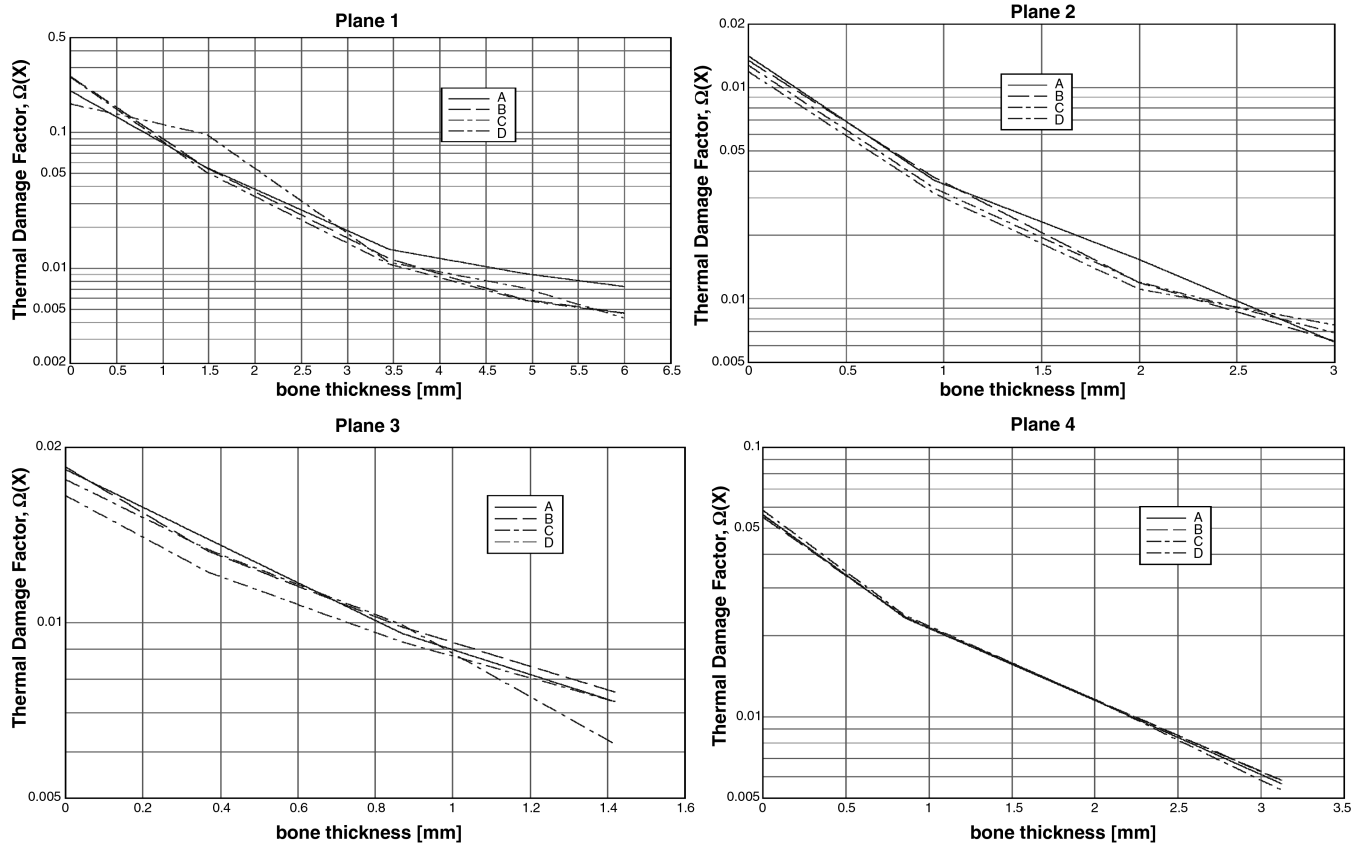 Plane 1
Thermal Damage Factor, Ω(X)
0.5
0.1
0.05
0.01
0.005
0.002
A
B
C
D
0 0.5 1.5 2 2.5 3 3.5 4 4.5 5 5.5 6 6.5
bone thickness [mm]
Plane 2
Thermal Damage Factor, Ω(X)
0.02
0.01
0.05
0.01
0.005
A
B
C
D
0 0.5 1 1.5 2 2.5 3
bone thickness [mm]
Plane 3
Thermal Damage Factor, Ω(X)
0.02
0.01
0.005
A
B
C
D
0 0.2 0.4 0.6 0.8 1 1.2 1.4 1.6
bone thickness [mm]
Plane 4
Thermal Damage Factor, Ω(X)
0.1
0.05
0.01
0.005
A
B
C
D
0 0.5 1 1.5 2 2.5 3 3.5
bone thickness [mm]